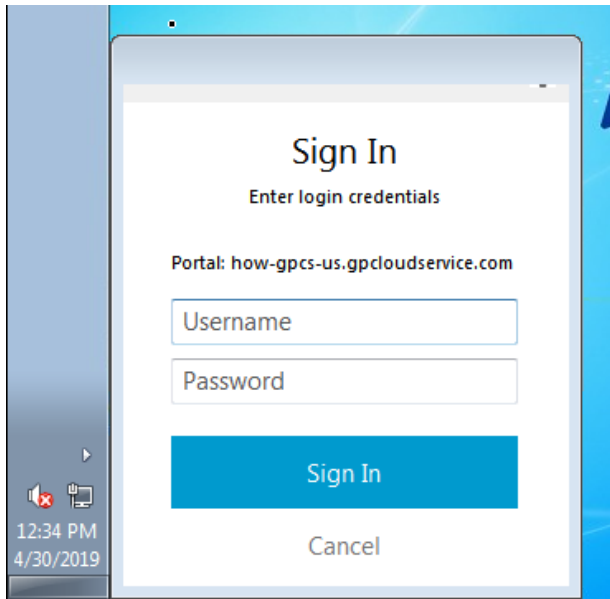 Sign In
Enter login credentials
Portal: how-gpcs-us.gpcloudservice.com
Username
Password
Sign In
Cancel
12:34 PM
4/30/2019